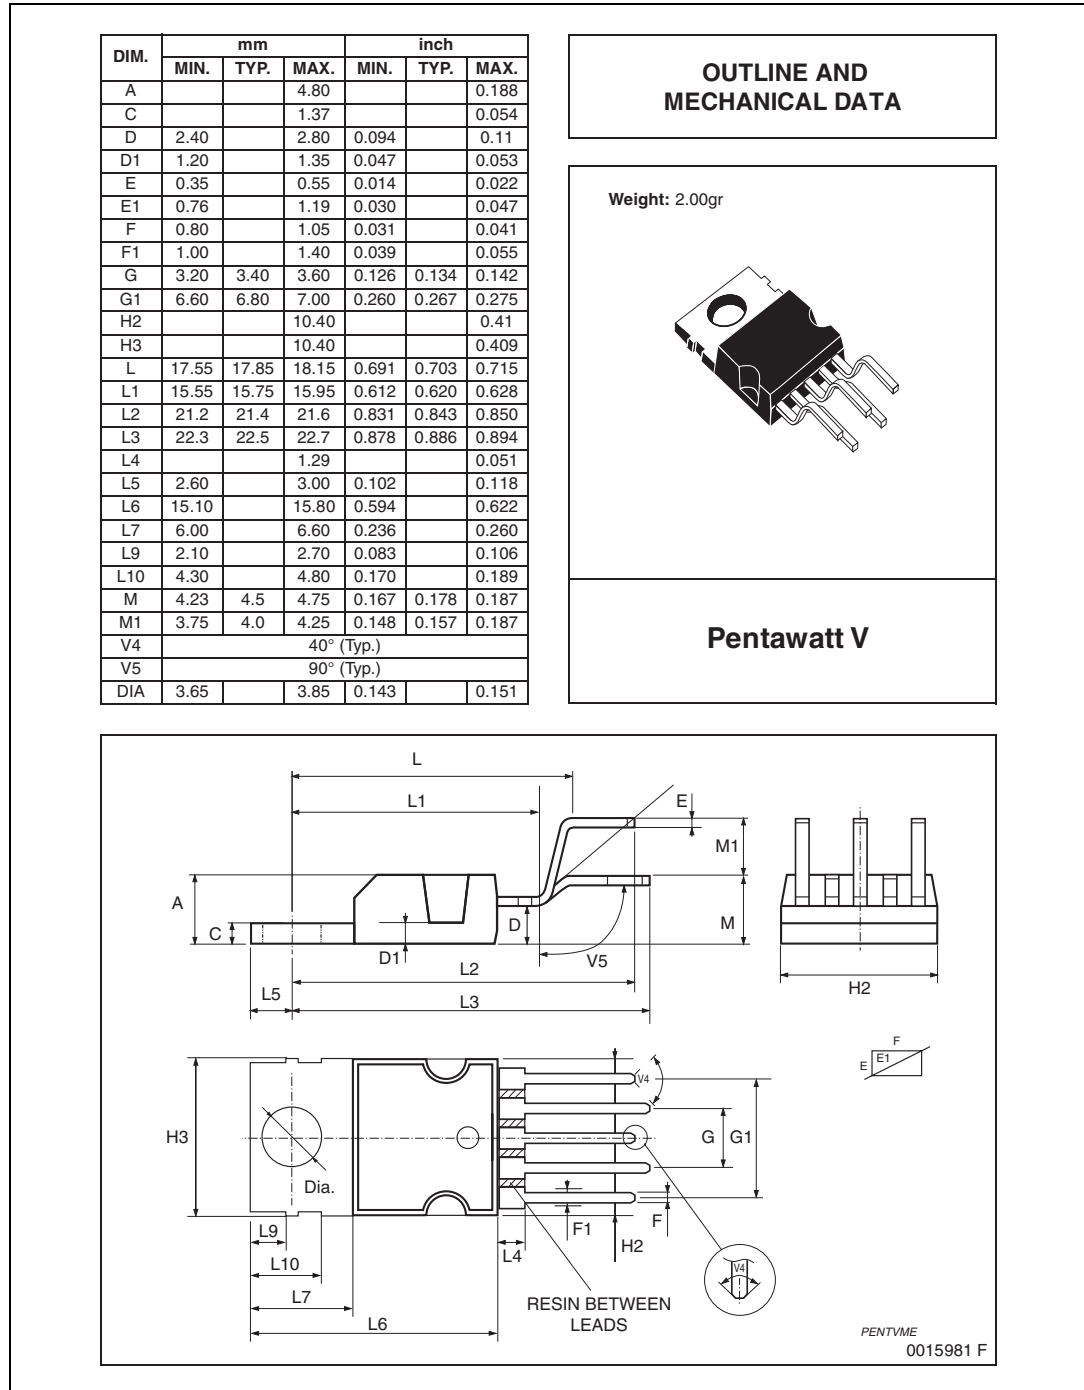 DIM. mm inch
MIN. TYP. MAX. MIN. TYP. MAX.
A 4.80 0.188
C 1.37 0.054
D 2.40 2.80 0.094 0.11
D1 1.20 1.35 0.047 0.053
E 0.35 0.55 0.014 0.022
E1 0.76 1.19 0.030 0.047
F 0.80 1.05 0.031 0.041
F1 1.00 1.40 0.039 0.055
G 3.20 3.40 3.60 0.126 0.134 0.142
G1 6.60 6.80 7.00 0.260 0.267 0.275
H2 10.40 0.41
H3 10.40 0.409
L 17.55 17.85 18.15 0.691 0.703 0.715
L1 15.55 15.75 15.95 0.612 0.620 0.628
L2 21.2 21.4 21.6 0.831 0.843 0.850
L3 22.3 22.5 22.7 0.878 0.886 0.894
L4 1.29 0.051
L5 2.60 3.00 0.102 0.118
L6 15.10 15.80 0.594 0.622
L7 6.00 6.60 0.236 0.260
L9 2.10 2.70 0.083 0.106
L10 4.30 4.80 0.170 0.189
M 4.23 4.5 4.75 0.167 0.178 0.187
M1 3.75 4.0 4.25 0.148 0.157 0.187
V4 40° (Typ.)
V5 90° (Typ.)
DIA 3.65 3.85 0.143 0.151
OUTLINE AND
MECHANICAL DATA
Weight: 2.00gr
Pentawatt V
L
L1
E
M1
A
C
D
M
D1
V5
L2
H2
L5
L3
F
E E1
V4
H3
G G1
Dia.
L9
F1
F
L4
H2
L10
V4
L7
RESIN BETWEEN
LEADS
L6
PENTVME
0015981 F